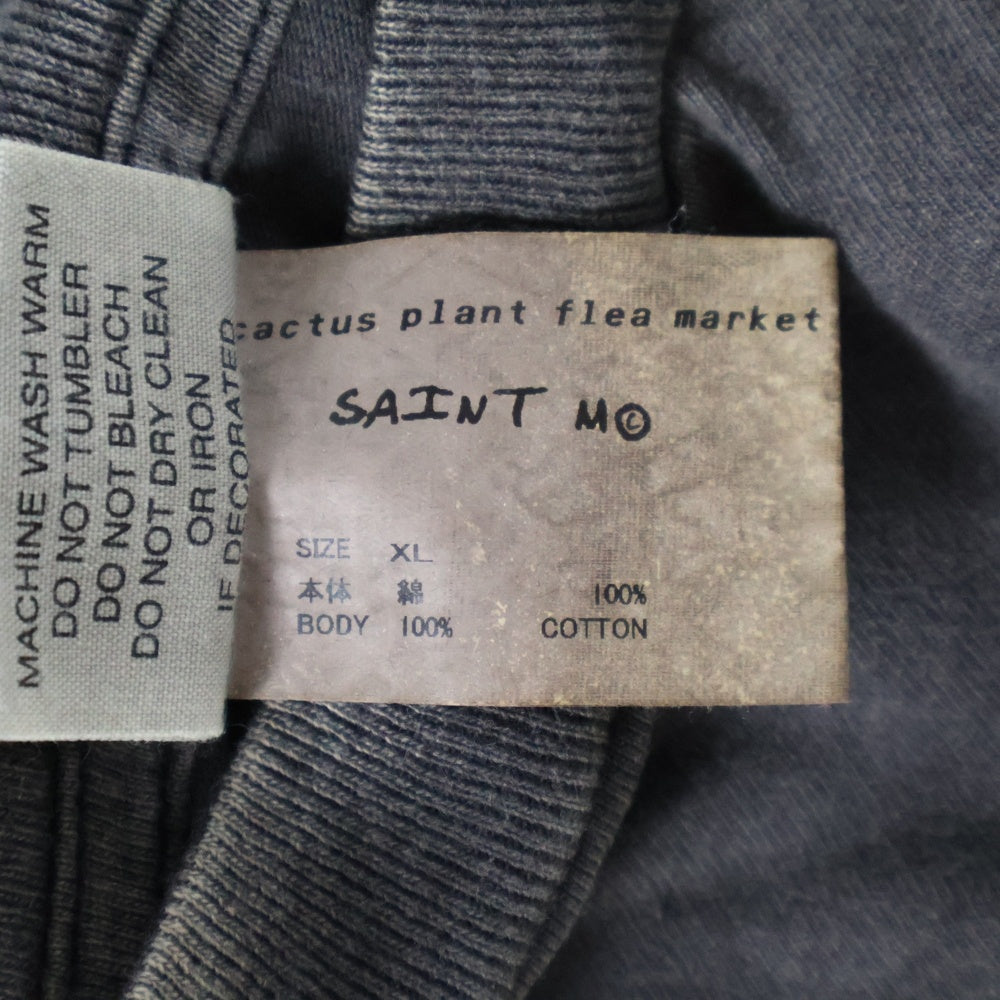 MACHINE WASH WARM
DO NOT TUMBLER
DO NOT BLEACH
DO NOT DRY CLEAN
OR IRON
IF DECORATED
cactus plant flea market
SAINT M©
SIZE XL
本体 綿 100%
BODY 100% COTTON